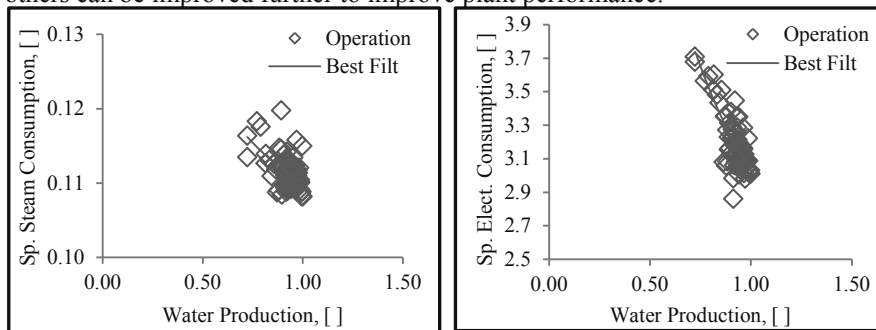 others can be improved further to improve plant performance.
0.13
0.12
0.11
0.10
Sp. Steam Consumption, [ ]
Operation
Best Filt
0.00 0.50 1.00 1.50
Water Production, [ ]
3.7
3.5
3.3
3.1
2.9
2.7
2.5
Sp. Elect. Consumption, [ ]
Operation
Best Filt
0.00 0.50 1.00 1.50
Water Production, [ ]